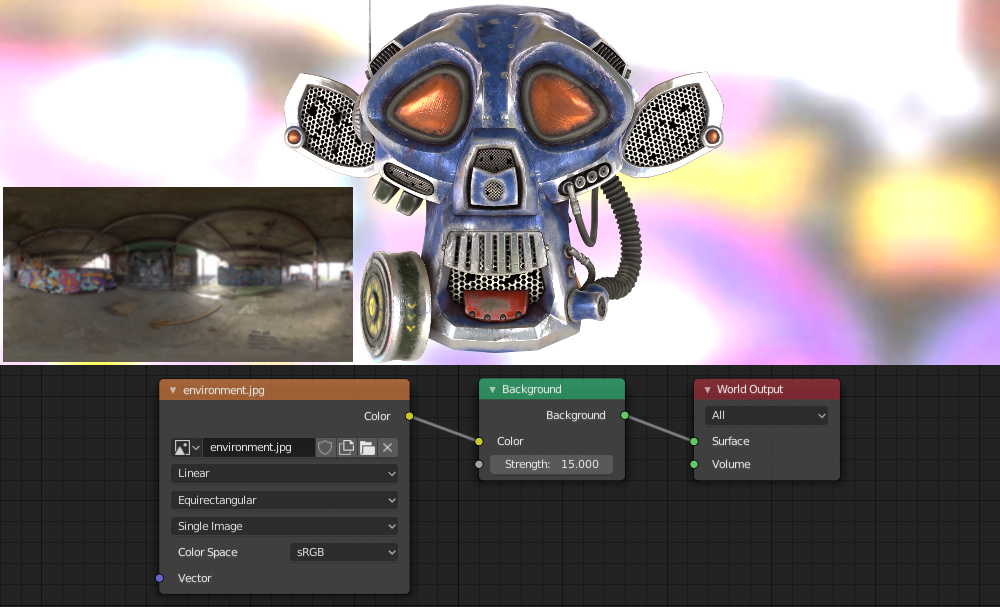 environment.jpg
Color
environment.jpg
Linear
Equirectangular
Single Image
Color Space sRGB
Vector
Background
Background
Color
Strength: 15.000
World Output
All
Surface
Volume